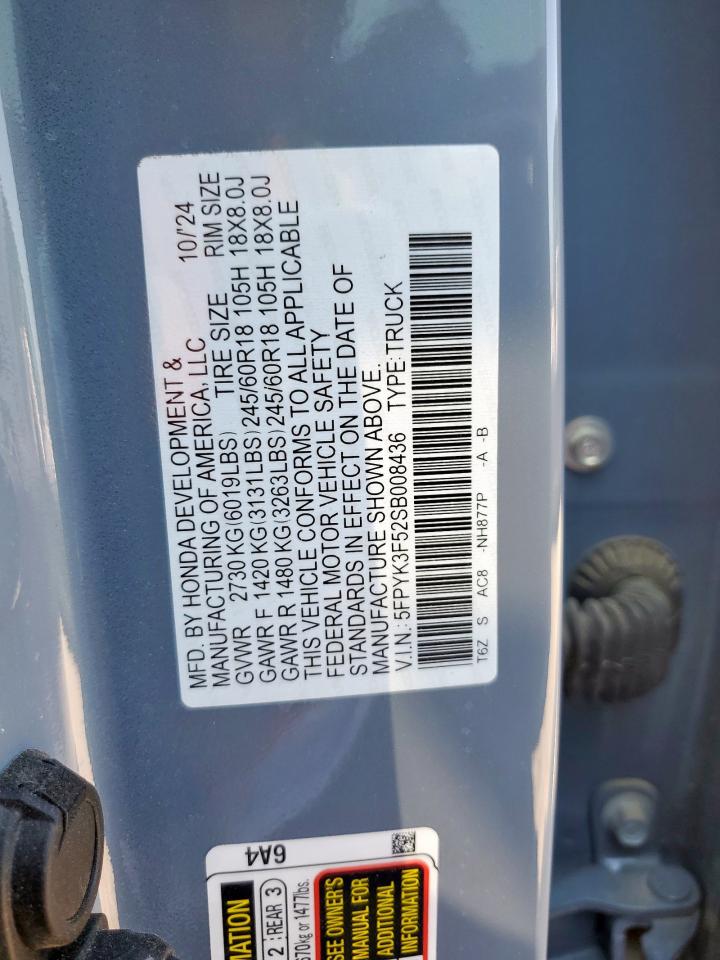 MFD. BY HONDA DEVELOPMENT & 10/'24
MANUFACTURING OF AMERICA, LLC
GVWR 2730 KG(6019LBS) TIRE SIZE RIM SIZE
GAWR F 1420 KG(3131LBS) 245/60R18 105H 18X8.0J
GAWR R 1480 KG(3263LBS) 245/60R18 105H 18X8.0J
THIS VEHICLE CONFORMS TO ALL APPLICABLE
FEDERAL MOTOR VEHICLE SAFETY
STANDARDS IN EFFECT ON THE DATE OF
MANUFACTURE SHOWN ABOVE.
V.I.N.: 5FPYK3F52SB008436 TYPE: TRUCK
T6Z S AC8 -NH877P -A -B
6A4
MATION
2 REAR 3
670kg or 1477lbs.
SEE OWNER'S
MANUAL FOR
ADDITIONAL
INFORMATION